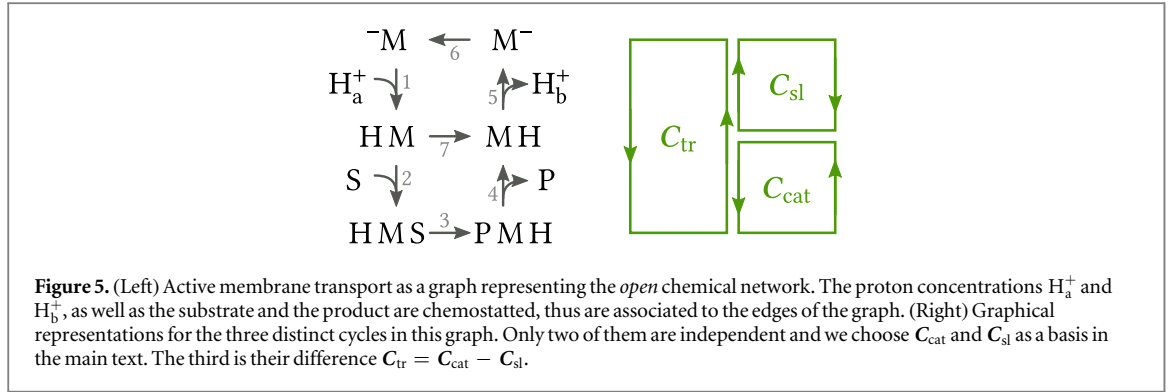 ⁻M 6 M⁻
H⁺ₐ 1 5 H⁺_b
H M 7 M H
S 2 4 P
H M S 3 P M H
C_tr
C_sl
C_cat
Figure 5. (Left) Active membrane transport as a graph representing the open chemical network. The proton concentrations H⁺ₐ and
H⁺_b, as well as the substrate and the product are chemostatted, thus are associated to the edges of the graph. (Right) Graphical
representations for the three distinct cycles in this graph. Only two of them are independent and we choose C_cat and C_sl as a basis in
the main text. The third is their difference C_tr = C_cat − C_sl.